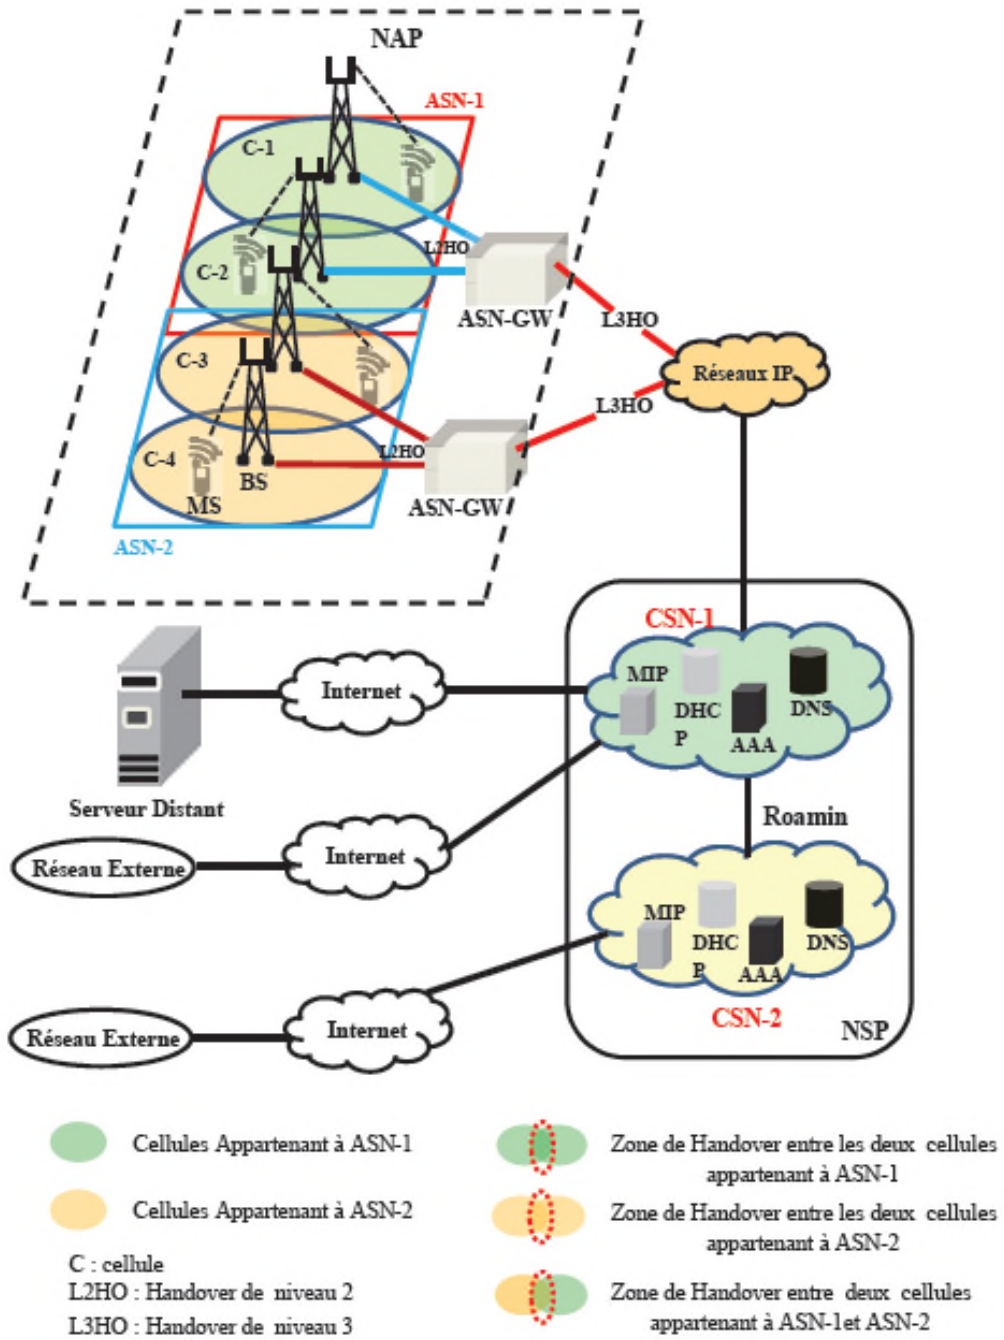 NAP
ASN-1
C-1
L2HO
C-2
ASN-GW
L3HO
C-3
Réseaux IP
L3HO
C-4
L2HO
BS
MS
ASN-GW
ASN-2
CSN-1
MIP
Internet
DHC
P
DNS
AAA
Serveur Distant
Roamin
Internet
Réseau Externe
MIP
DHC
P
DNS
AAA
CSN-2
Internet
Réseau Externe
NSP
Cellules Appartenant à ASN-1
Zone de Handover entre les deux cellules
appartenant à ASN-1
Cellules Appartenant à ASN-2
Zone de Handover entre les deux cellules
appartenant à ASN-2
C : cellule
L2HO : Handover de niveau 2
L3HO : Handover de niveau 3
Zone de Handover entre deux cellules
appartenant à ASN-1et ASN-2